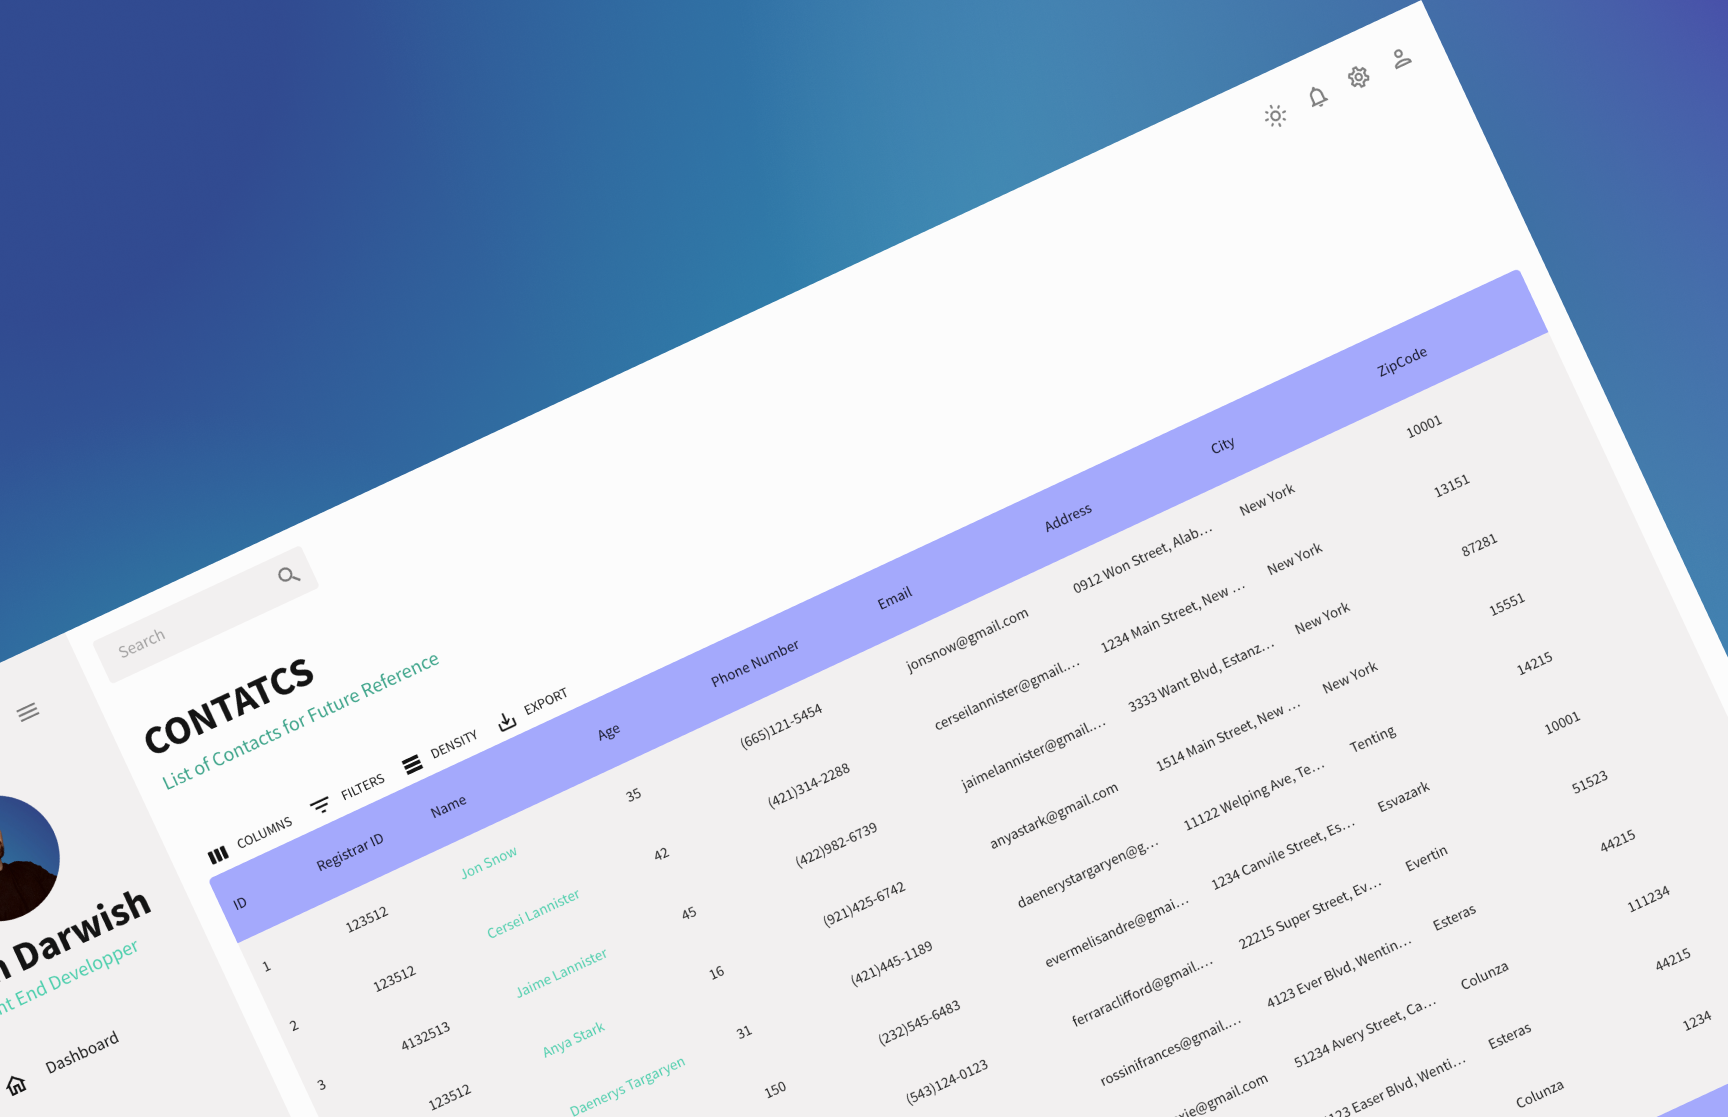 Search
CONTATCS
List of Contacts for Future Reference
Darwish
End Developper
Dashboard
COLUMNS FILTERS DENSITY EXPORT
ID Registrar ID Name Age Phone Number Email Address City ZipCode
1 123512 Jon Snow 35 (665)121-5454 jonsnow@gmail.com 0912 Won Street, Alab... New York 10001
2 123512 Cersei Lannister 42 (421)314-2288 cerseilannister@gmail.... 1234 Main Street, New ... New York 13151
3 4132513 Jaime Lannister 45 (422)982-6739 jaimelannister@gmail.... 3333 Want Blvd, Estanz... New York 87281
123512 Anya Stark 16 (921)425-6742 anyastark@gmail.com 1514 Main Street, New ... New York 15551
Daenerys Targaryen 31 (421)445-1189 daenerystargaryen@g... 11122 Welping Ave, Te... Tenting 14215
150 (232)545-6483 evermelisandre@gmai... 1234 Canvile Street, Es... Esvazark 10001
(543)124-0123 ferraraclifford@gmail.... 22215 Super Street, Ev... Evertin 51523
rossinifrances@gmail.... 4123 Ever Blvd, Wentin... Esteras 44215
@gmail.com 51234 Avery Street, Ca... Colunza 111234
Easer Blvd, Wenti... Esteras 44215
Colunza 1234